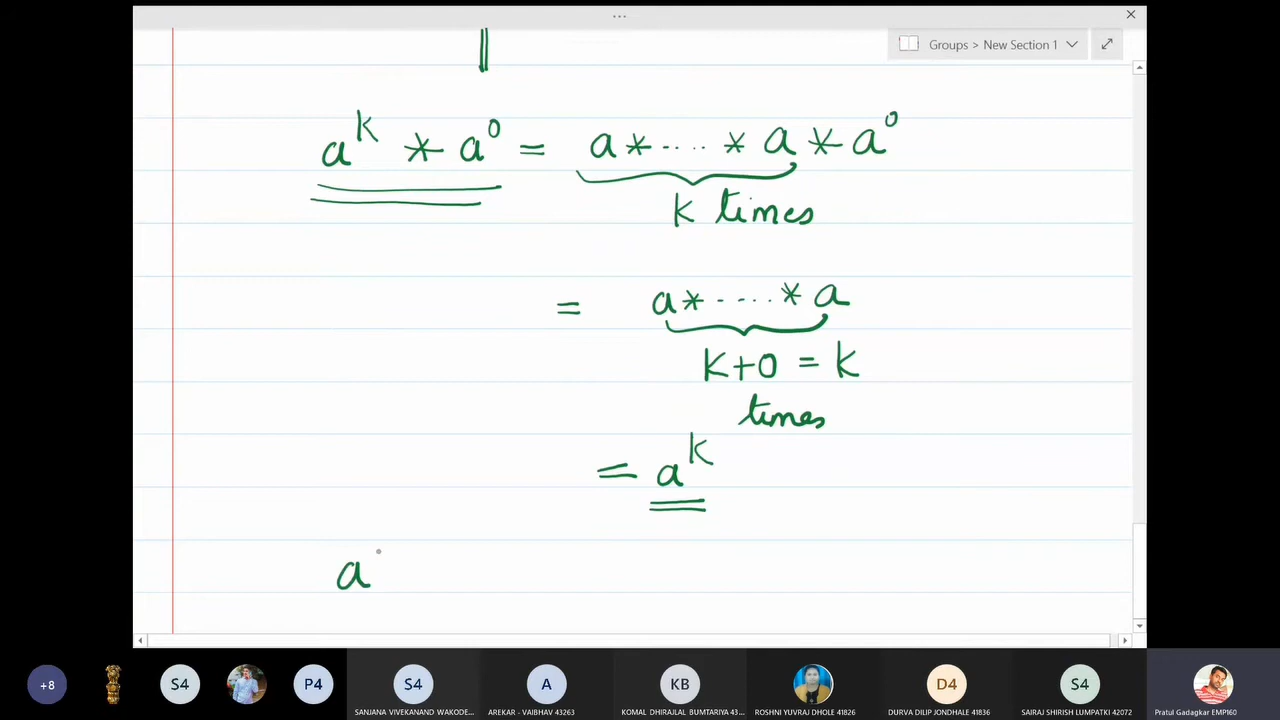 Groups > New Section 1
a^k * a^0 = a * .... * a * a^0
k times
= a * .... * a
k+0 = k
times
= a^k
a
+8 S4 P4 S4 A KB D4 S4
SANJANA VIVEKANAND WAKODE... AREKAR - VAIBHAV 43263 KOMAL DHIRAJLAL BUMTARIYA 43... ROSHNI YUVRAJ DHOLE 41826 DURVA DILIP JONDHALE 41836 SAIRAJ SHIRISH LUMPATKI 42072 Pratul Gadagkar EMP160